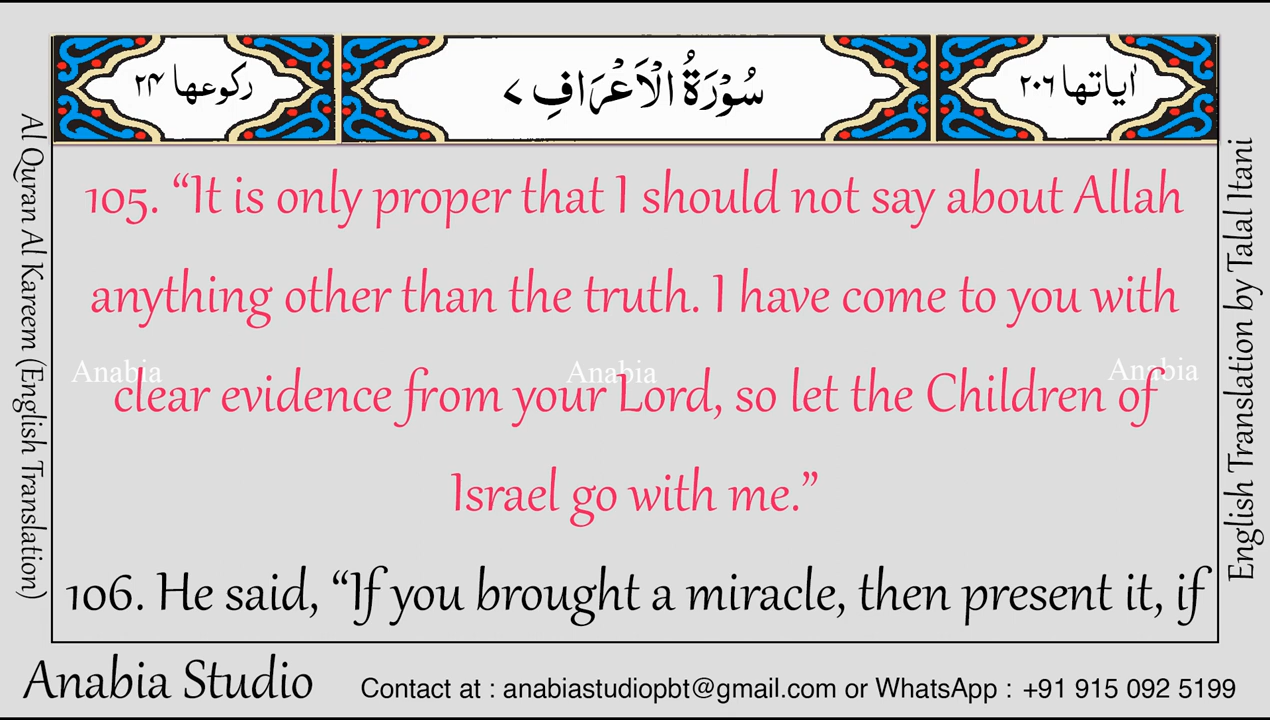 رکوعھا ۲۴
سُوْرَةُ الْاَعْرَافِ ۷
اٰیاتھا ۲۰۶
Al Quran Al Kareem (English Translation)
105. “It is only proper that I should not say about Allah
anything other than the truth. I have come to you with
clear evidence from your Lord, so let the Children of
Israel go with me.”
106. He said, “If you brought a miracle, then present it, if
Anabia Anabia Anabia
English Translation by Talal Itani
Anabia Studio
Contact at : anabiastudiopbt@gmail.com or WhatsApp : +91 915 092 5199